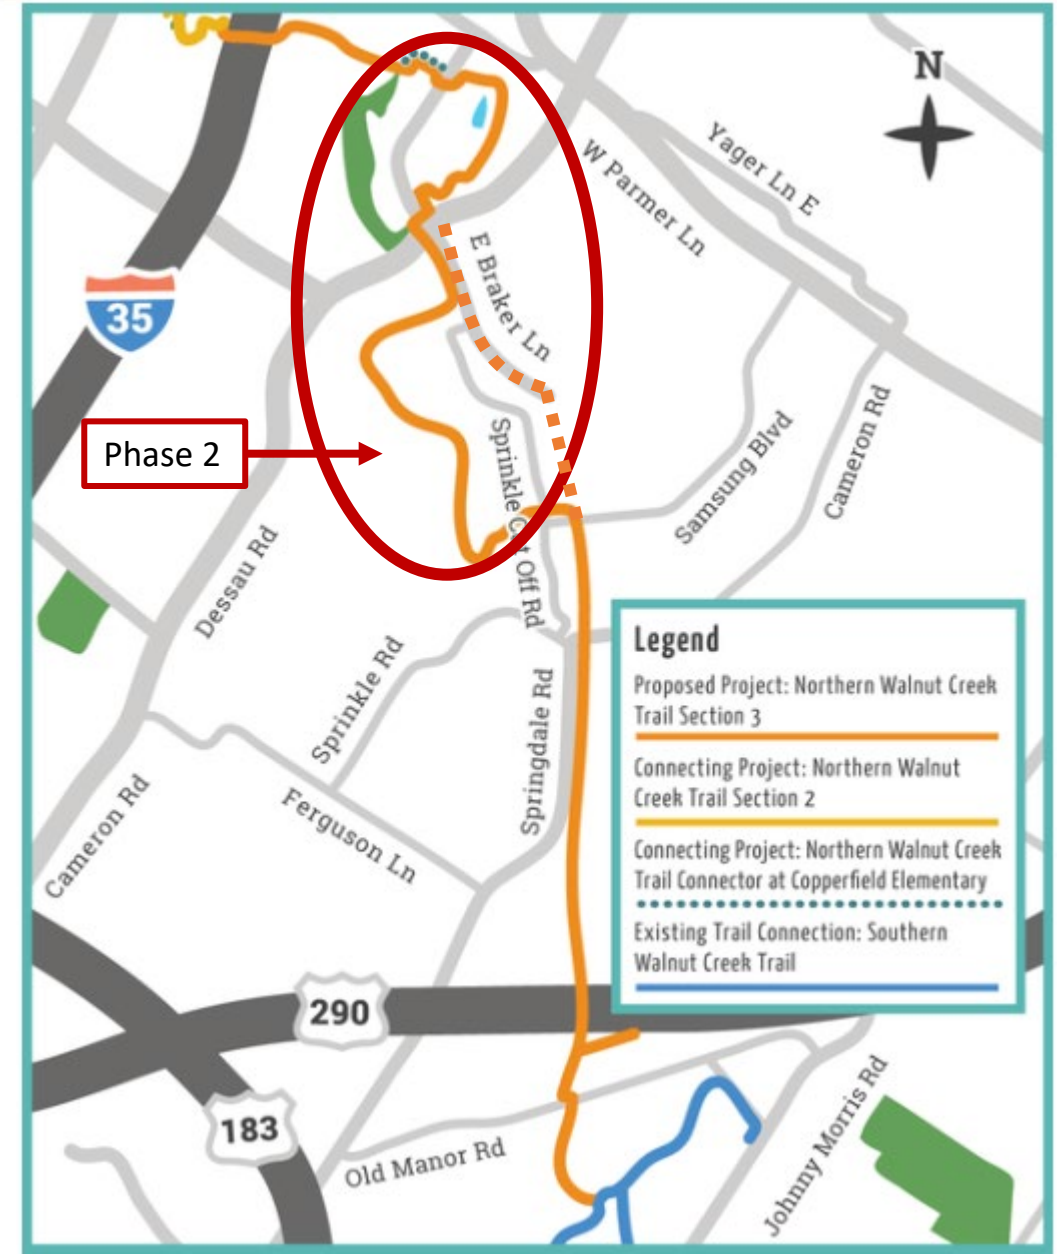 N
Yager Ln E
W Parmer Ln
E Braker Ln
35
Phase 2
Sprinkle Cut Off Rd
Samsung Blvd
Cameron Rd
Dessau Rd
Legend
Proposed Project: Northern Walnut Creek
Trail Section 3
Connecting Project: Northern Walnut
Creek Trail Section 2
Connecting Project: Northern Walnut Creek
Trail Connector at Copperfield Elementary
Existing Trail Connection: Southern
Walnut Creek Trail
Sprinkle Rd
Springdale Rd
Cameron Rd
Ferguson Ln
290
183
Old Manor Rd
Johnny Morris Rd